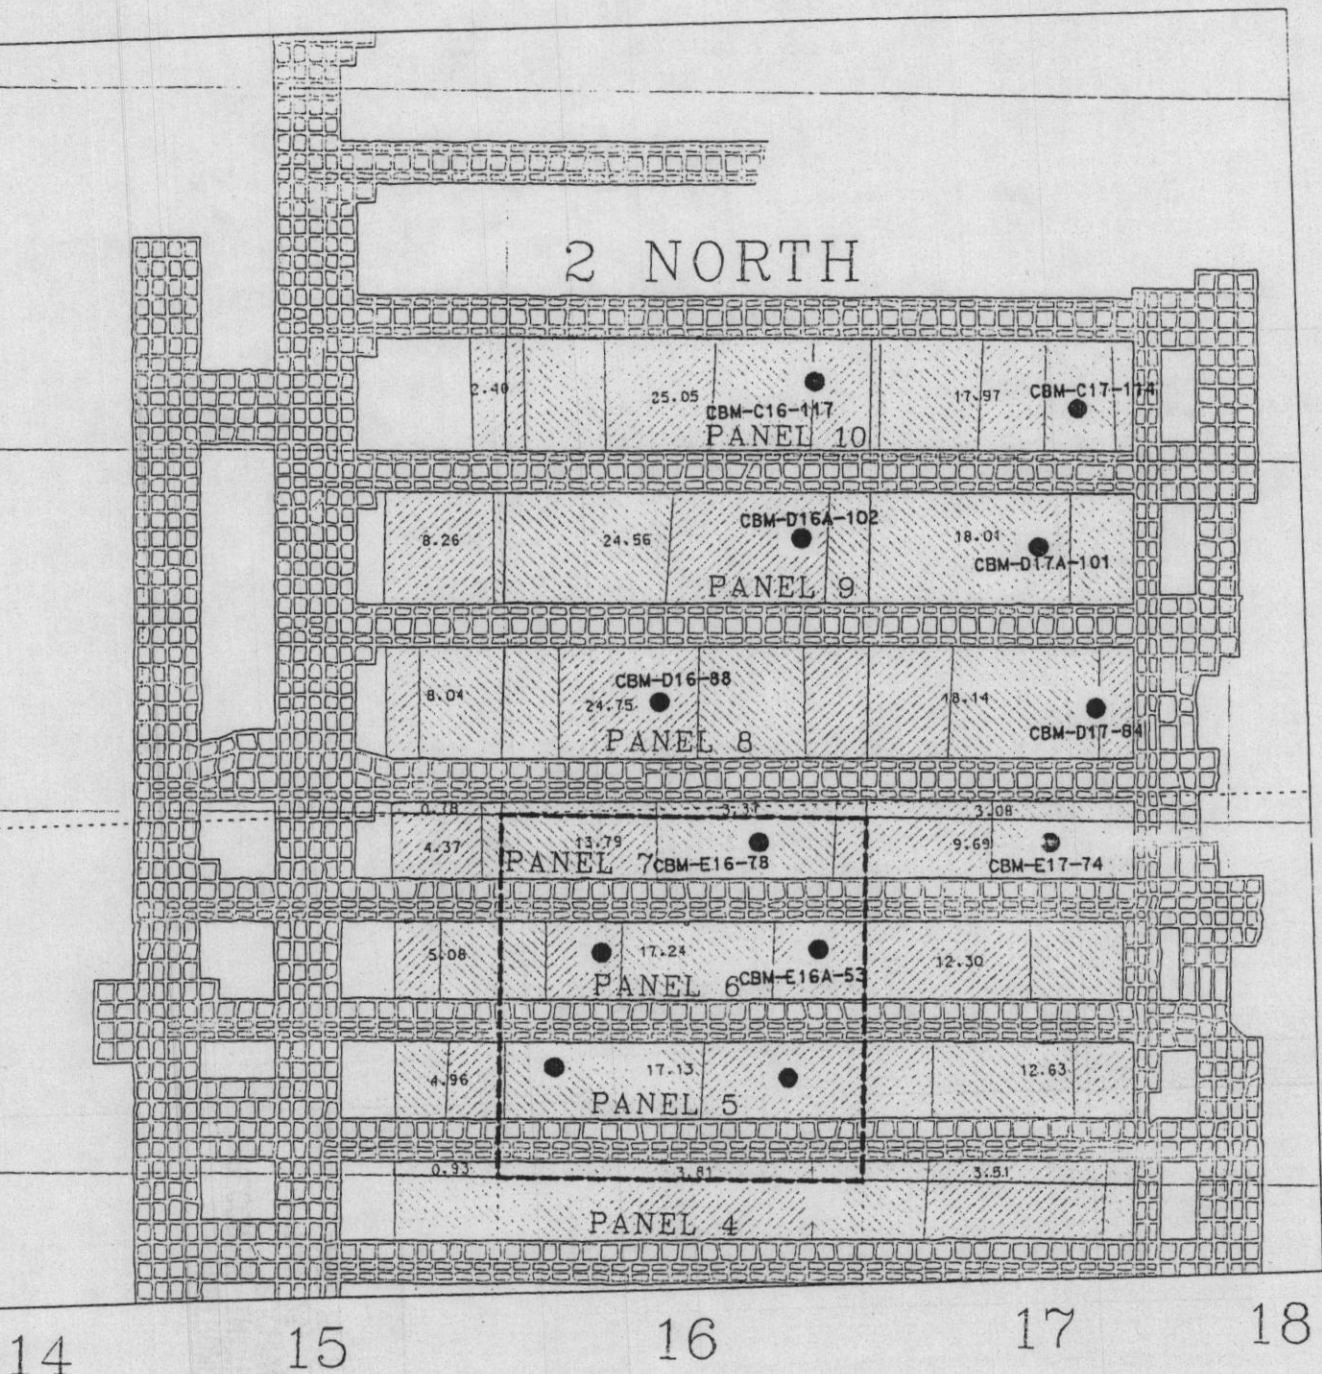 2 NORTH
2.40
25.05
CBM-C16-117
17.97
CBM-C17-114
PANEL 10
8.26
24.56
CBM-D16A-102
18.01
CBM-D17A-101
PANEL 9
8.04
CBM-D16-88
24.75
18.14
CBM-D17-84
PANEL 8
0.78
3.37
3.08
4.37
13.79
9.69
PANEL 7
CBM-E16-78
CBM-E17-74
5.08
17.24
12.30
PANEL 6
CBM-E16A-53
4.96
17.13
12.63
PANEL 5
0.93
3.81
3.51
PANEL 4
14
15
16
17
18